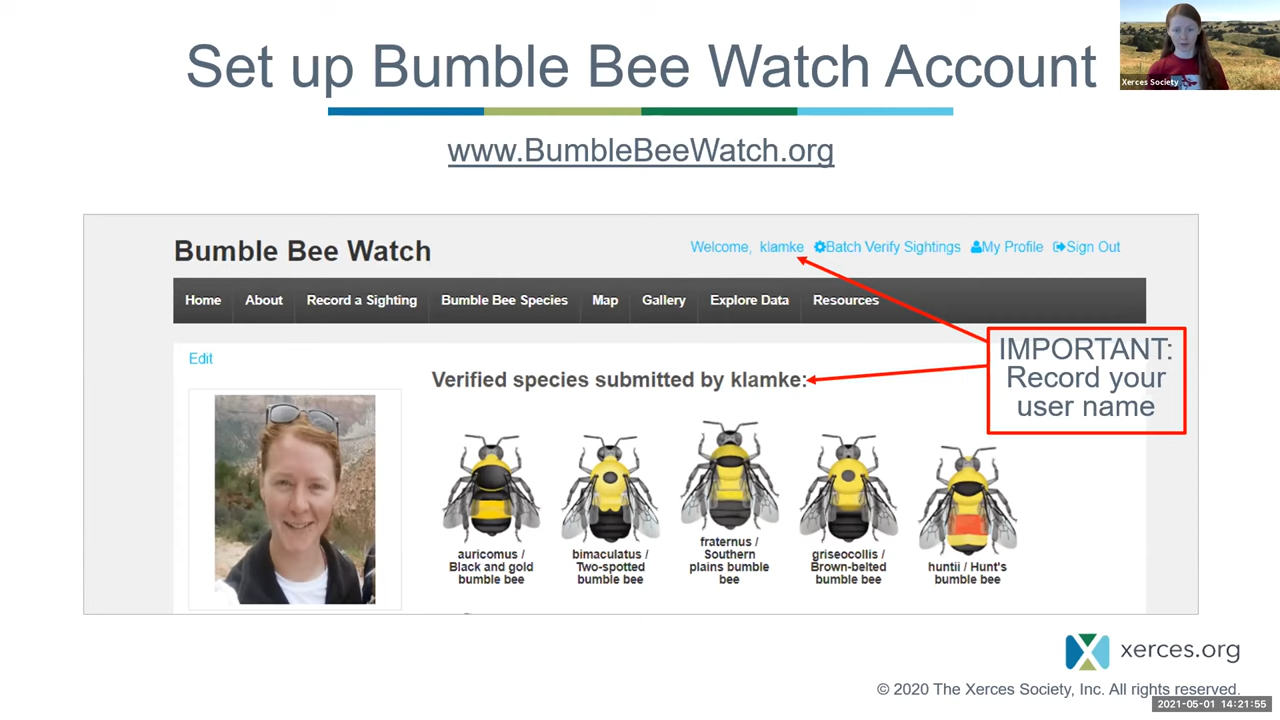 Set up Bumble Bee Watch Account
Xerces Society
www.BumbleBeeWatch.org
Bumble Bee Watch
Welcome, klamke Batch Verify Sightings My Profile Sign Out
Home About Record a Sighting Bumble Bee Species Map Gallery Explore Data Resources
IMPORTANT:
Record your
user name
Edit
Verified species submitted by klamke:
auricomus /
Black and gold
bumble bee
bimaculatus /
Two-spotted
bumble bee
fraternus /
Southern
plains bumble
bee
griseocollis /
Brown-belted
bumble bee
huntii / Hunt's
bumble bee
xerces.org
© 2020 The Xerces Society, Inc. All rights reserved.
2021-05-01 14:21:55